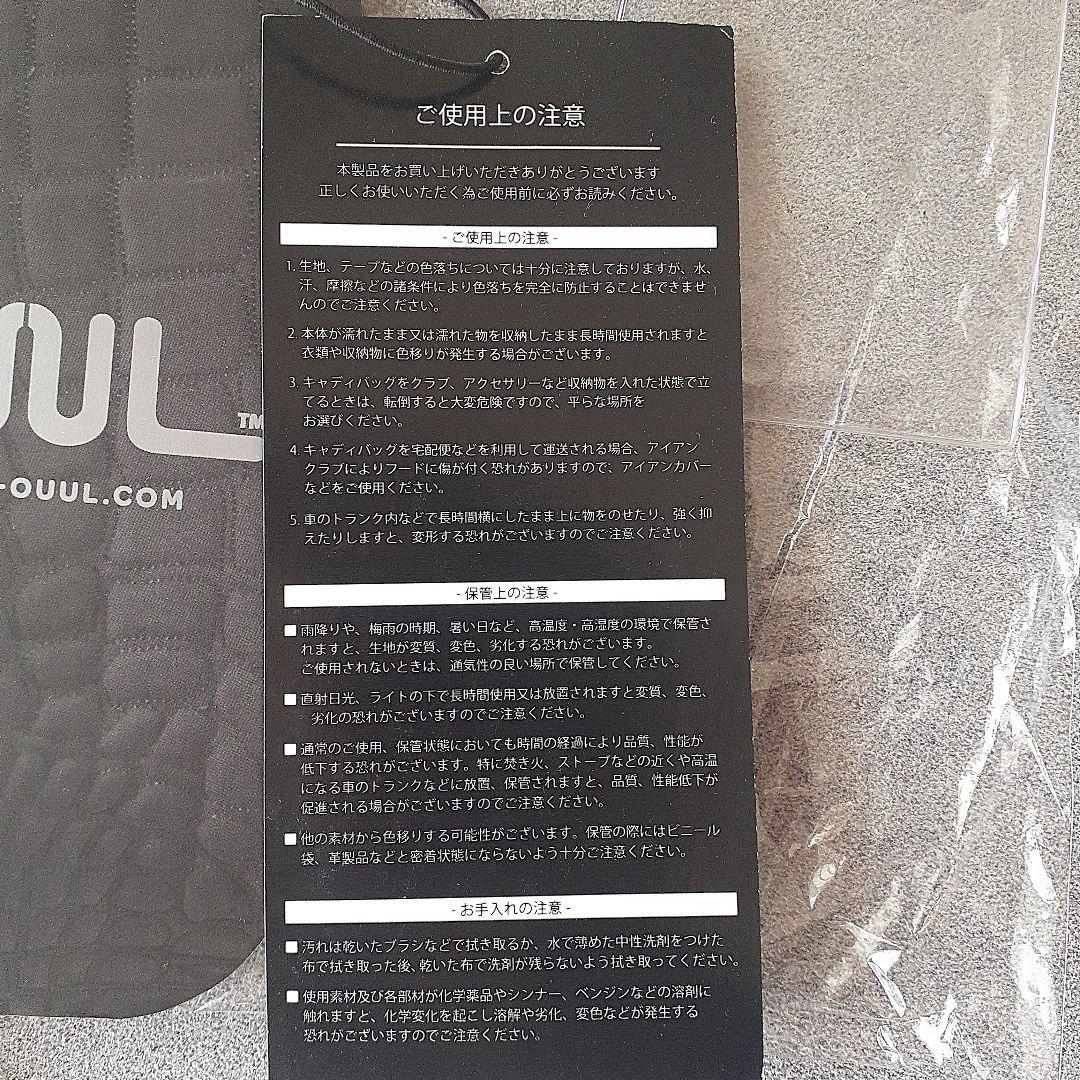 ご使用上の注意
本製品をお買い上げいただきありがとうございます
正しくお使いいただく為ご使用前に必ずお読みください。
- ご使用上の注意 -
1. 生地、テープなどの色落ちについては十分に注意しておりますが、水、
汗、摩擦などの諸条件により色落ちを完全に防止することはできませ
んのでご注意ください。
2. 本体が濡れたまま又は濡れた物を収納したまま長時間使用されますと
衣類や収納物に色移りが発生する場合がございます。
3. キャディバッグをクラブ、アクセサリーなど収納物を入れた状態で立
てるときは、転倒すると大変危険ですので、平らな場所を
お選びください。
4. キャディバッグを宅配便などを利用して運送される場合、アイアン
クラブによりフードに傷が付く恐れがありますので、アイアンカバー
などをご使用ください。
5. 車のトランク内などで長時間横にしたまま上に物をのせたり、強く抑
えたりしますと、変形する恐れがございますのでご注意ください。
- 保管上の注意 -
■ 雨降りや、梅雨の時期、暑い日など、高温度・高湿度の環境で保管さ
れますと、生地が変質、変色、劣化する恐れがございます。
ご使用されないときは、通気性の良い場所で保管してください。
■ 直射日光、ライトの下で長時間使用又は放置されますと変質、変色、
劣化の恐れがございますのでご注意ください。
■ 通常のご使用、保管状態においても時間の経過により品質、性能が
低下する恐れがございます。特に焚き火、ストーブなどの近くや高温
になる車のトランクなどに放置、保管されますと、品質、性能低下が
促進される場合がございますのでご注意ください。
■ 他の素材から色移りする可能性がございます。保管の際にはビニール
袋、革製品などと密着状態にならないよう十分ご注意ください。
- お手入れの注意 -
■ 汚れは乾いたブラシなどで拭き取るか、水で薄めた中性洗剤をつけた
布で拭き取った後、乾いた布で洗剤が残らないよう拭き取ってください。
■ 使用素材及び各部材が化学薬品やシンナー、ベンジンなどの溶剤に
触れますと、化学変化を起こし溶解や劣化、変色などが発生する
恐れがございますのでご注意ください。
UUL TM
-OUUL.COM